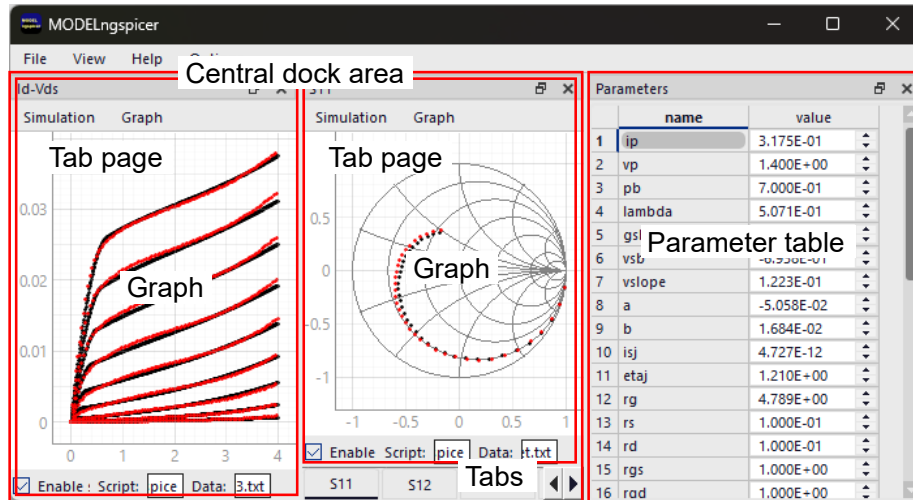 MODELngspicer
File View Help
Central dock area
Id-Vds
Simulation Graph
Tab page
Graph
0.03
0.02
0.01
0
0 1 2 3 4
Enable Script: pice Data: 3.txt
S11
Simulation Graph
Tab page
Graph
0.5
0
-0.5
-1
-1 -0.5 0 0.5 1
Enable Script: pice Data: et.txt
Tabs
S11 S12
Parameters
name value
1 ip 3.175E-01
2 vp 1.400E+00
3 pb 7.000E-01
4 lambda 5.071E-01
5
Parameter table
6 vsb
7 vslope 1.223E-01
8 a -5.058E-02
9 b 1.684E-02
10 isj 4.727E-12
11 etaj 1.210E+00
12 rg 4.789E+00
13 rs 1.000E-01
14 rd 1.000E-01
15 rgs 1.000E+00
16 rgd 1.000E+00